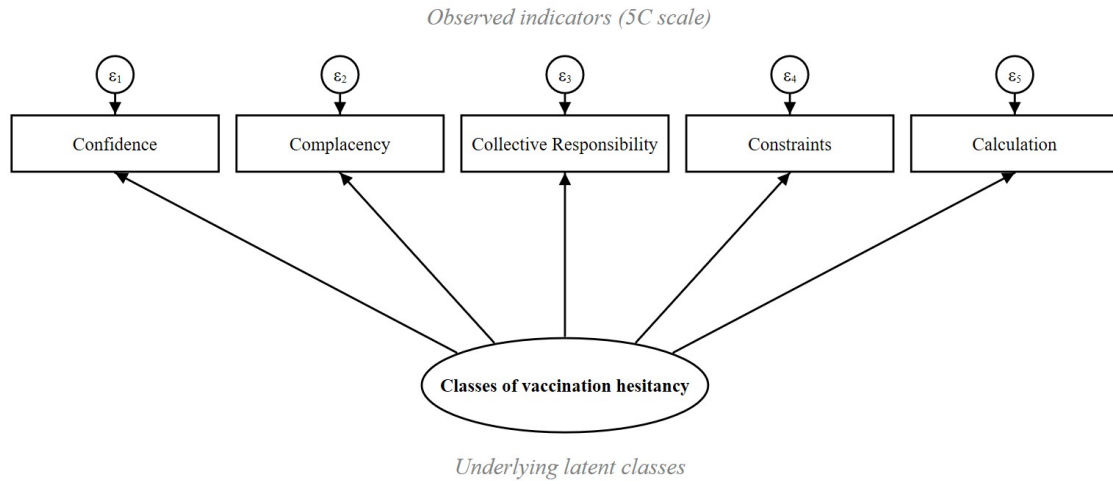 Observed indicators (5C scale)
ε1 ε2 ε3 ε4 ε5
Confidence Complacency Collective Responsibility Constraints Calculation
Classes of vaccination hesitancy
Underlying latent classes